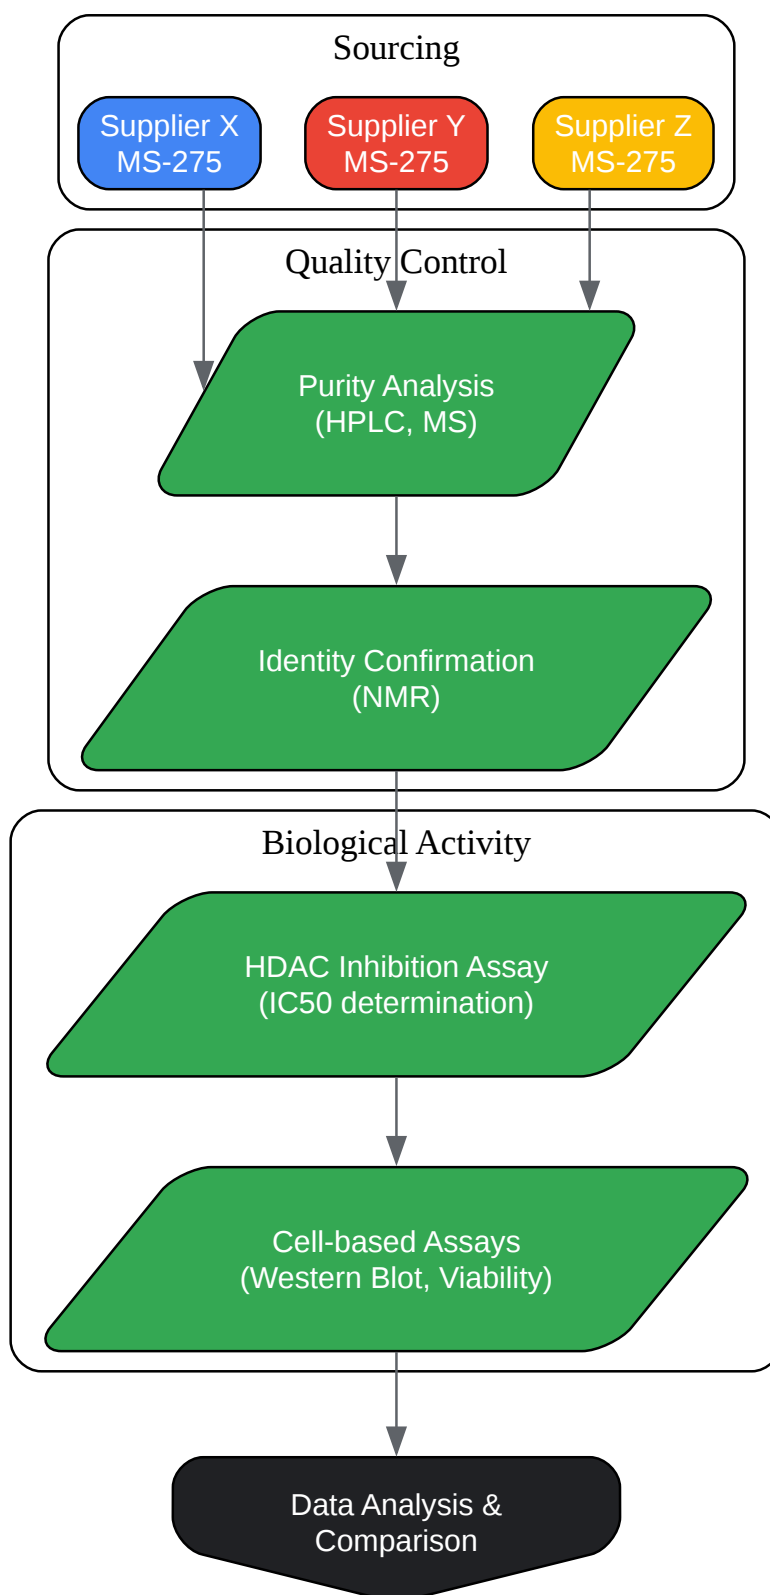 Sourcing
Supplier X
MS-275
Supplier Y
MS-275
Supplier Z
MS-275
Quality Control
Purity Analysis
(HPLC, MS)
Identity Confirmation
(NMR)
Biological Activity
HDAC Inhibition Assay
(IC50 determination)
Cell-based Assays
(Western Blot, Viability)
Data Analysis &
Comparison